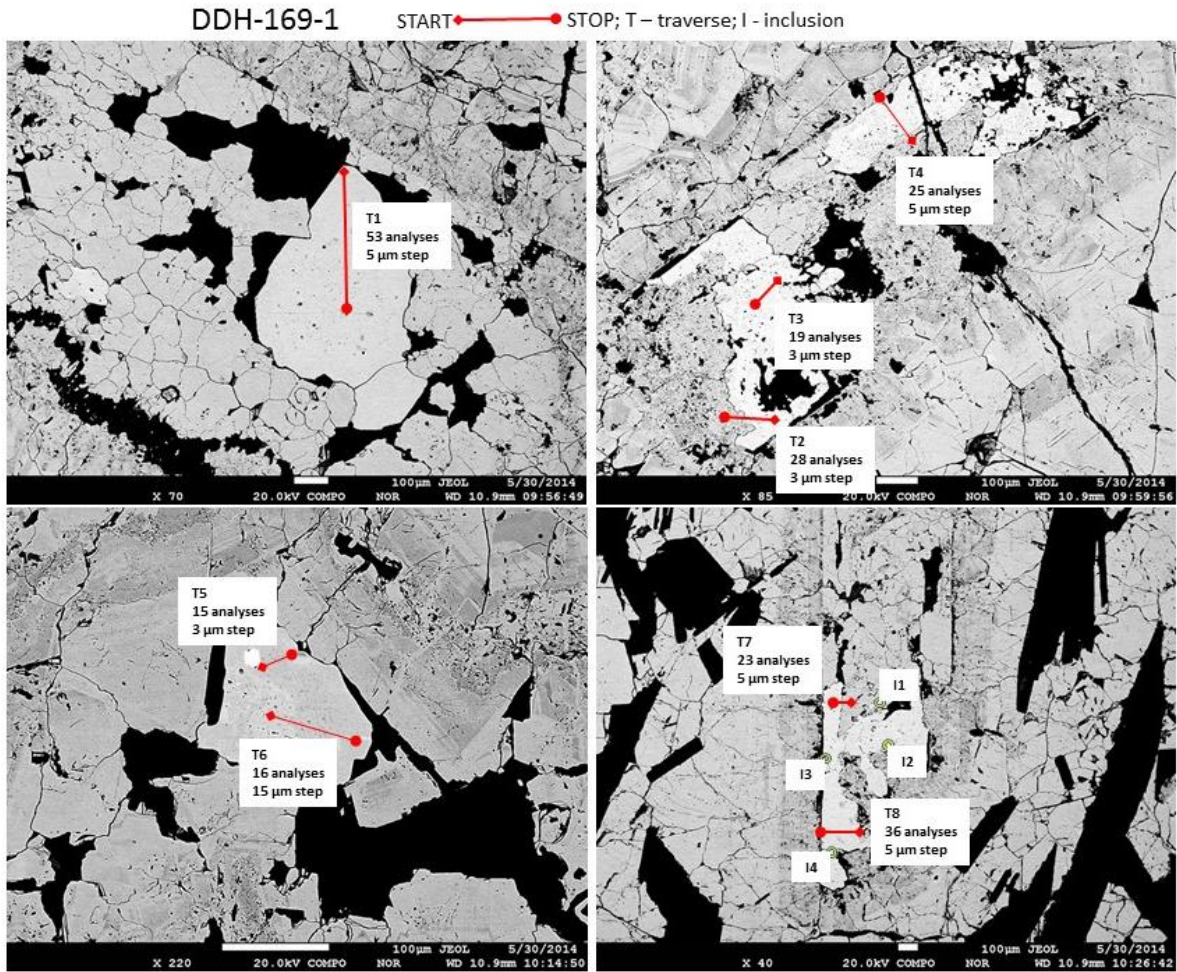 DDH-169-1 START STOP; T – traverse; I - inclusion
T1
53 analyses
5 µm step
100µm JEOL 5/30/2014
X 70 20.0kV COMPO NOR WD 10.9mm 09:56:49
T4
25 analyses
5 µm step
T3
19 analyses
3 µm step
T2
28 analyses
3 µm step
100µm JEOL 5/30/2014
X 85 20.0kV COMPO NOR WD 10.9mm 09:59:56
T5
15 analyses
3 µm step
T6
16 analyses
15 µm step
100µm JEOL 5/30/2014
X 220 20.0kV COMPO NOR WD 10.9mm 10:14:50
T7
23 analyses
5 µm step
I1
I2
I3
T8
36 analyses
5 µm step
I4
100µm JEOL 5/30/2014
X 40 20.0kV COMPO NOR WD 10.9mm 10:26:42